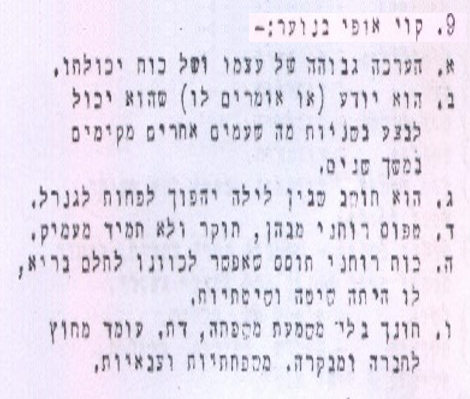 9. קוי אופי בנוער:-
א. הערכה גבוהה של עצמו ושל כוח יכולתו.
ב. הוא יודע (או אומרים לו) שהוא יכול
לבצע בשניות מה שעמים אחרים מקימים
במשך שנים.
ג. הוא חושב שבין לילה יהפוך לפחות לגנרל.
ד. טפוס רוחני מבהן, חוקר ולא תמיד מעמיק.
ה. כוח רוחני תוסס שאפשר לכוונו לתלם בריא,
לו היתה שיטה ושיטתיות.
ו. חונך בלי משמעת משפחה, דת. עומד מחוץ
לחברה ומבקרה. משפחתיות וצבאיות.